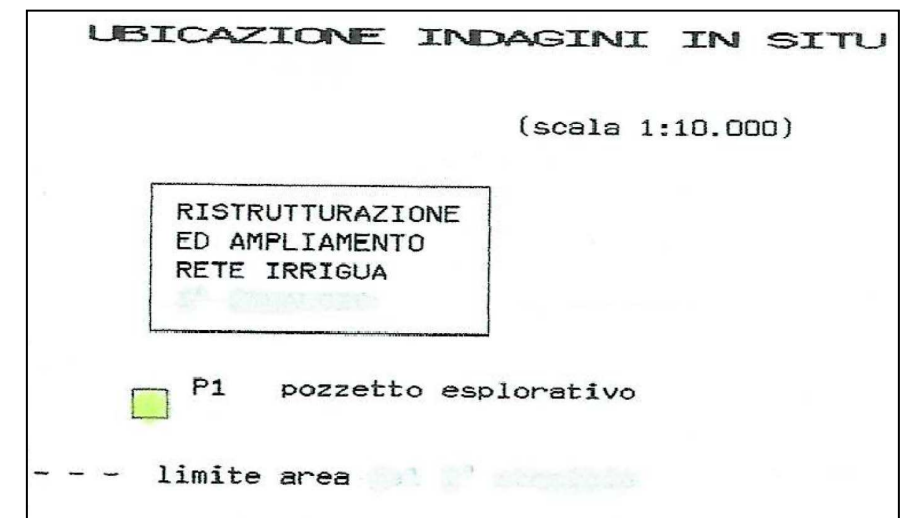 UBICAZIONE INDAGINI IN SITU
(scala 1:10.000)
RISTRUTTURAZIONE
ED AMPLIAMENTO
RETE IRRIGUA
P1 pozzetto esplorativo
- - - limite area